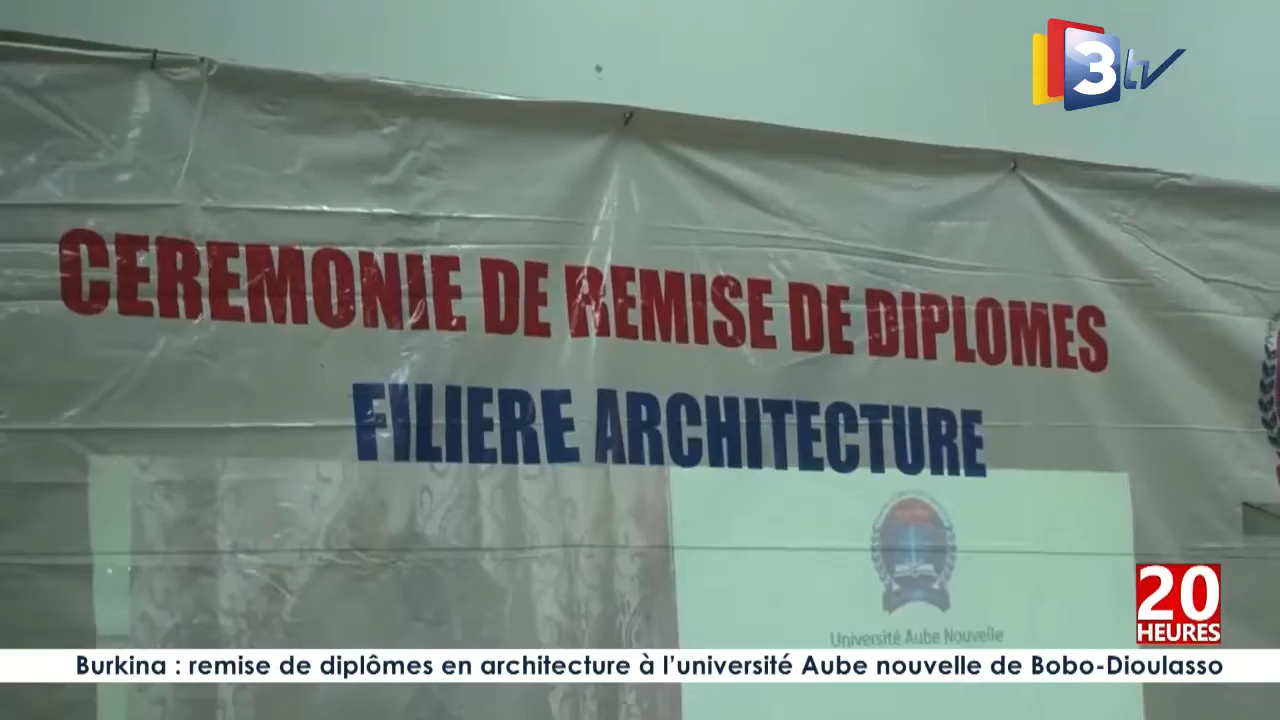 3tv
CEREMONIE DE REMISE DE DIPLOMES
FILIERE ARCHITECTURE
Université Aube Nouvelle
20
HEURES
Burkina : remise de diplômes en architecture à l'université Aube nouvelle de Bobo-Dioulasso